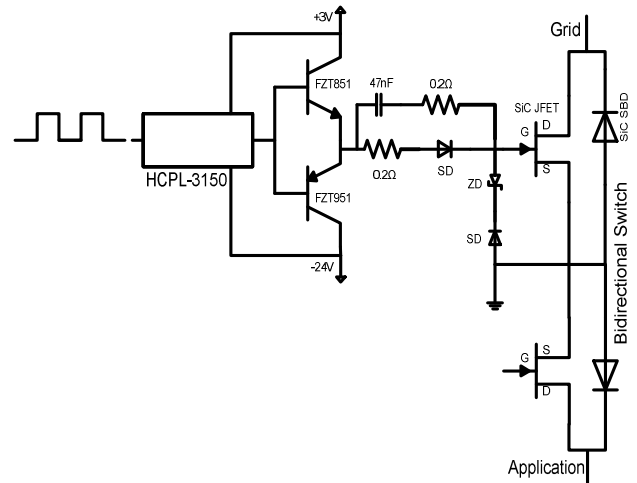 +3V
Grid
FZT851
47nF
0.2Ω
SiC JFET
D
G
S
SiC SBD
HCPL-3150
0.2Ω
SD
ZD
FZT951
SD
-24V
Bidirectional Switch
S
G
D
Application